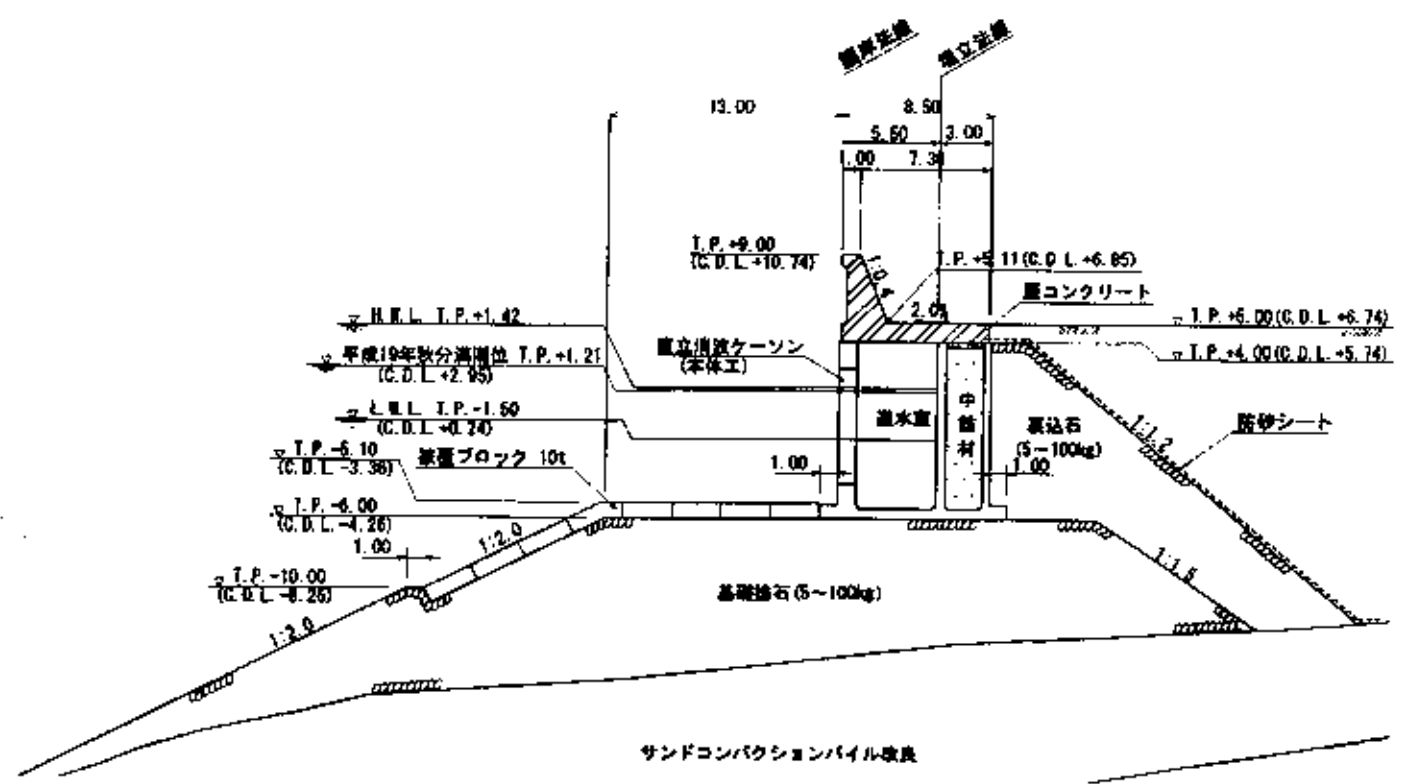 護岸法線
埋立法線
13.00
8.50
5.50
3.00
1.00
7.3
T.P.+9.00
(C.D.L.+10.74)
T.P.+5.11(C.D.L.+6.85)
2.0
重コンクリート
H.W.L. T.P.+1.42
T.P.+5.00(C.D.L.+6.74)
平成19年秋分満潮位 T.P.+1.21
(C.D.L.+2.95)
直立消波ケーソン
(本体工)
T.P.+4.00(C.D.L.+5.74)
L.W.L. T.P.-1.50
(C.D.L.+0.24)
遊水室
中詰材
裏込石
(5~100kg)
1:1.2
防砂シート
T.P.-5.10
(C.D.L.-3.36)
被覆ブロック 10t
1.00
1.00
T.P.-6.00
(C.D.L.-4.26)
1.00
1:2.0
1:1.5
T.P.-10.00
(C.D.L.-8.26)
基礎捨石(5~100kg)
1:2.0
サンドコンパクションパイル改良